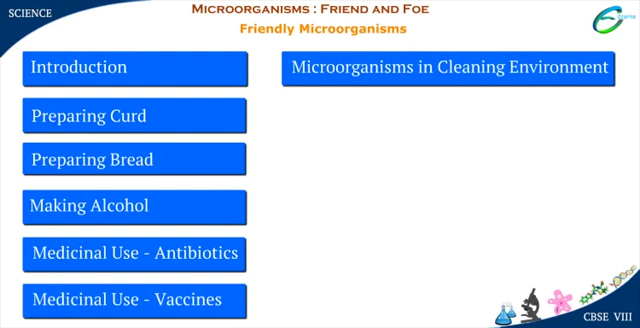 SCIENCE
MICROORGANISMS : FRIEND AND FOE
Friendly Microorganisms
Introduction
Preparing Curd
Preparing Bread
Making Alcohol
Medicinal Use - Antibiotics
Medicinal Use - Vaccines
Microorganisms in Cleaning Environment
CBSE VIII